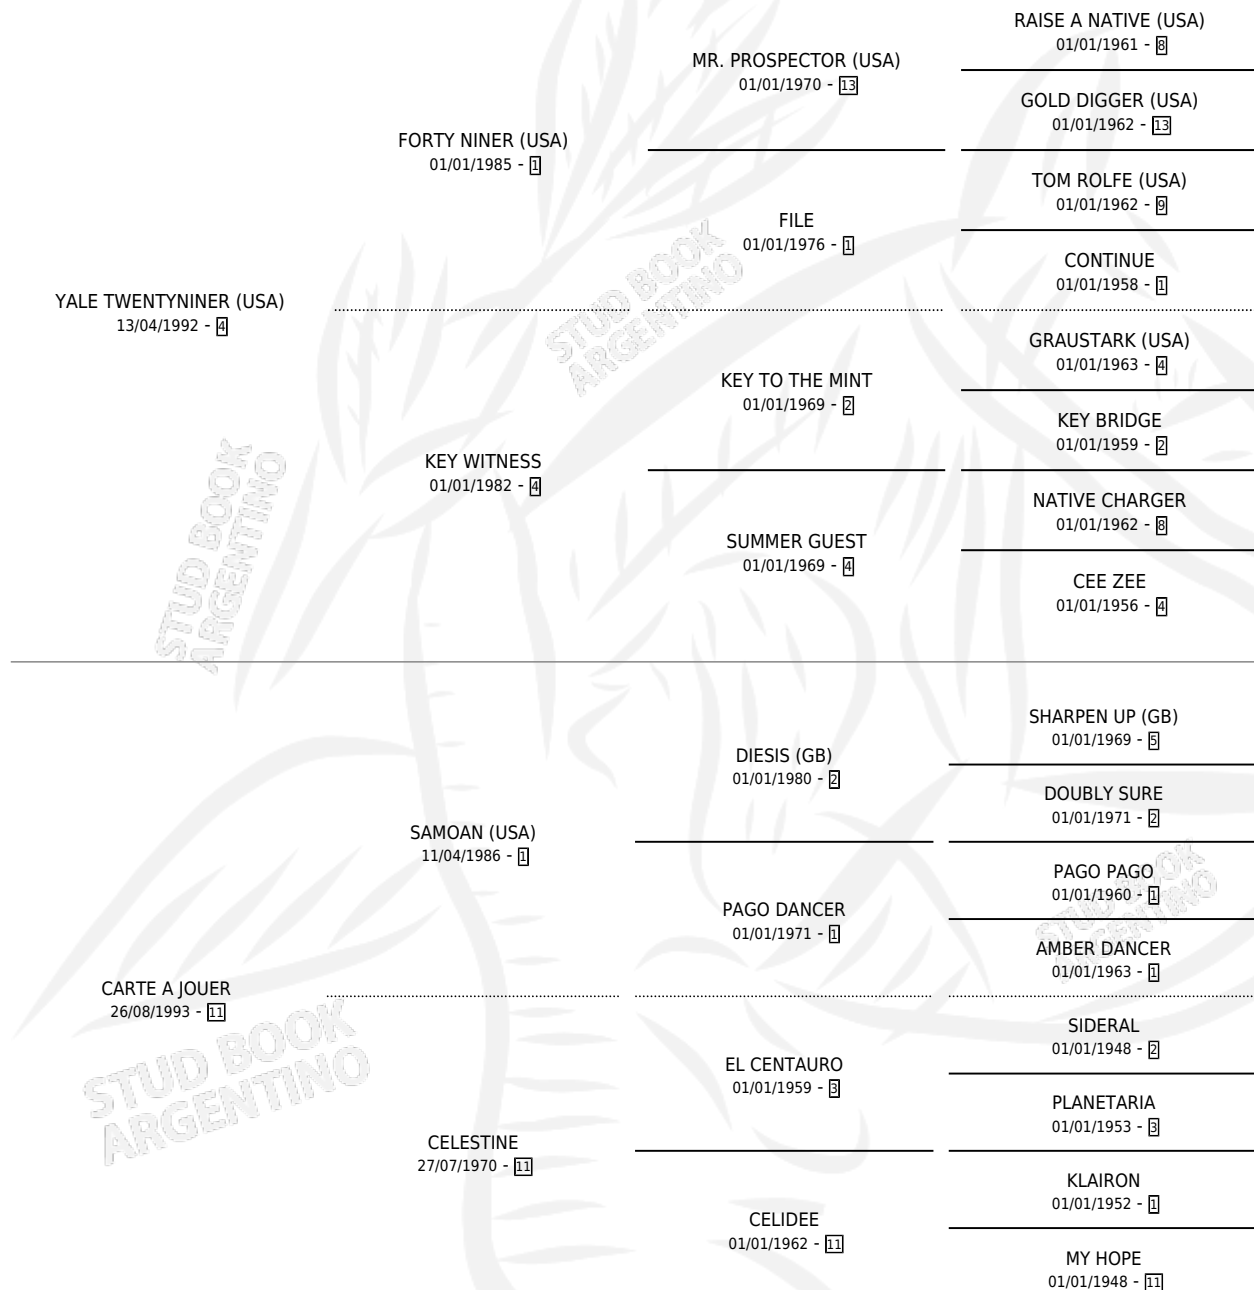 RAISE A NATIVE (USA)
01/01/1961 - 8
MR. PROSPECTOR (USA)
01/01/1970 - 13
GOLD DIGGER (USA)
01/01/1962 - 13
FORTY NINER (USA)
01/01/1985 - 1
TOM ROLFE (USA)
01/01/1962 - 9
FILE
01/01/1976 - 1
CONTINUE
01/01/1958 - 1
YALE TWENTYNINER (USA)
13/04/1992 - 4
GRAUSTARK (USA)
01/01/1963 - 4
KEY TO THE MINT
01/01/1969 - 2
KEY BRIDGE
01/01/1959 - 2
KEY WITNESS
01/01/1982 - 4
NATIVE CHARGER
01/01/1962 - 8
SUMMER GUEST
01/01/1969 - 4
CEE ZEE
01/01/1956 - 4
SHARPEN UP (GB)
01/01/1969 - 5
DIESIS (GB)
01/01/1980 - 2
DOUBLY SURE
01/01/1971 - 2
SAMOAN (USA)
11/04/1986 - 1
PAGO PAGO
01/01/1960 - 1
PAGO DANCER
01/01/1971 - 1
AMBER DANCER
01/01/1963 - 1
CARTE A JOUER
26/08/1993 - 11
SIDERAL
01/01/1948 - 2
EL CENTAURO
01/01/1959 - 3
PLANETARIA
01/01/1953 - 3
CELESTINE
27/07/1970 - 11
KLAIRON
01/01/1952 - 1
CELIDEE
01/01/1962 - 11
MY HOPE
01/01/1948 - 11
STUD BOOK
ARGENTINO
STUD BOOK
ARGENTINO
STUD BOOK
ARGENTINO
STUD BOOK
ARGENTINO